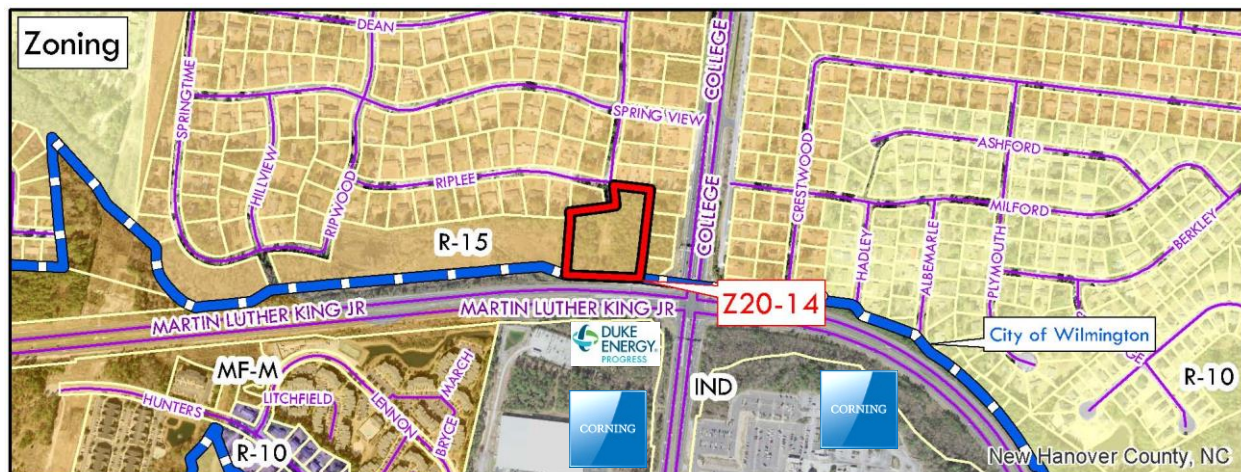 Zoning
DEAN
SPRINGTIME
HILLVIEW
RIPWOOD
SPRING VIEW
RIPLEE
COLLEGE
COLLEGE
CRESTWOOD
ASHFORD
MILFORD
HADLEY
ALBEMARLE
PLYMOUTH
BERKLEY
R-15
Z20-14
MARTIN LUTHER KING JR
MARTIN LUTHER KING JR
City of Wilmington
DUKE
ENERGY®
PROGRESS
MF-M
HUNTERS
LITCHFIELD
LENNON
MARCH
BRYCE
IND
R-10
R-10
CORNING
CORNING
New Hanover County, NC